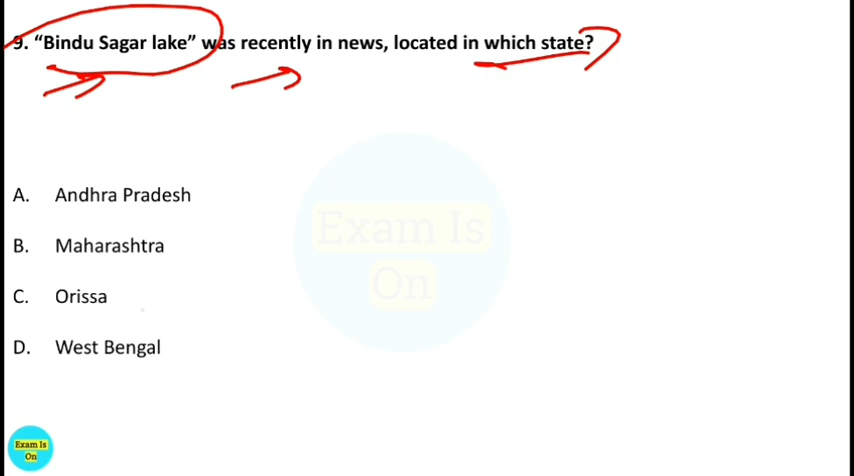 9. “Bindu Sagar lake” was recently in news, located in which state?
A. Andhra Pradesh
Exam Is
On
B. Maharashtra
C. Orissa
D. West Bengal
Exam Is
On